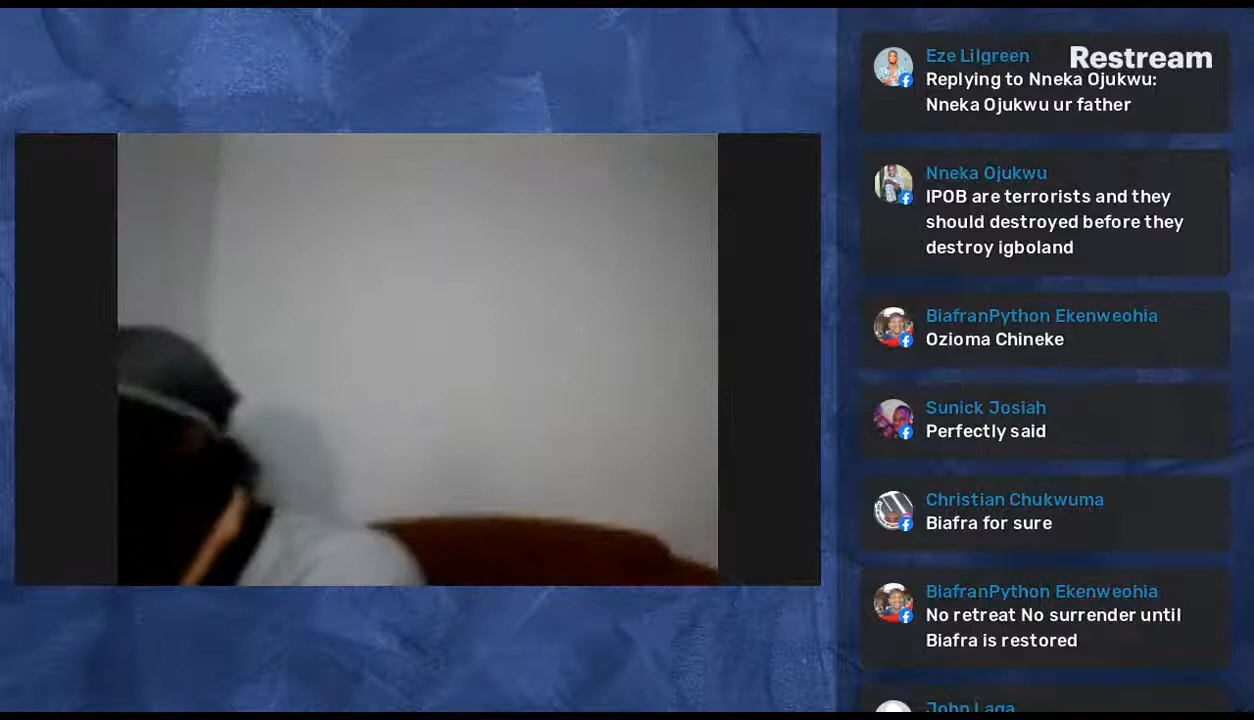 Restream
Eze Lilgreen
Replying to Nneka Ojukwu:
Nneka Ojukwu ur father
Nneka Ojukwu
IPOB are terrorists and they
should destroyed before they
destroy igboland
BiafranPython Ekenweohia
Ozioma Chineke
Sunick Josiah
Perfectly said
Christian Chukwuma
Biafra for sure
BiafranPython Ekenweohia
No retreat No surrender until
Biafra is restored
John Laga